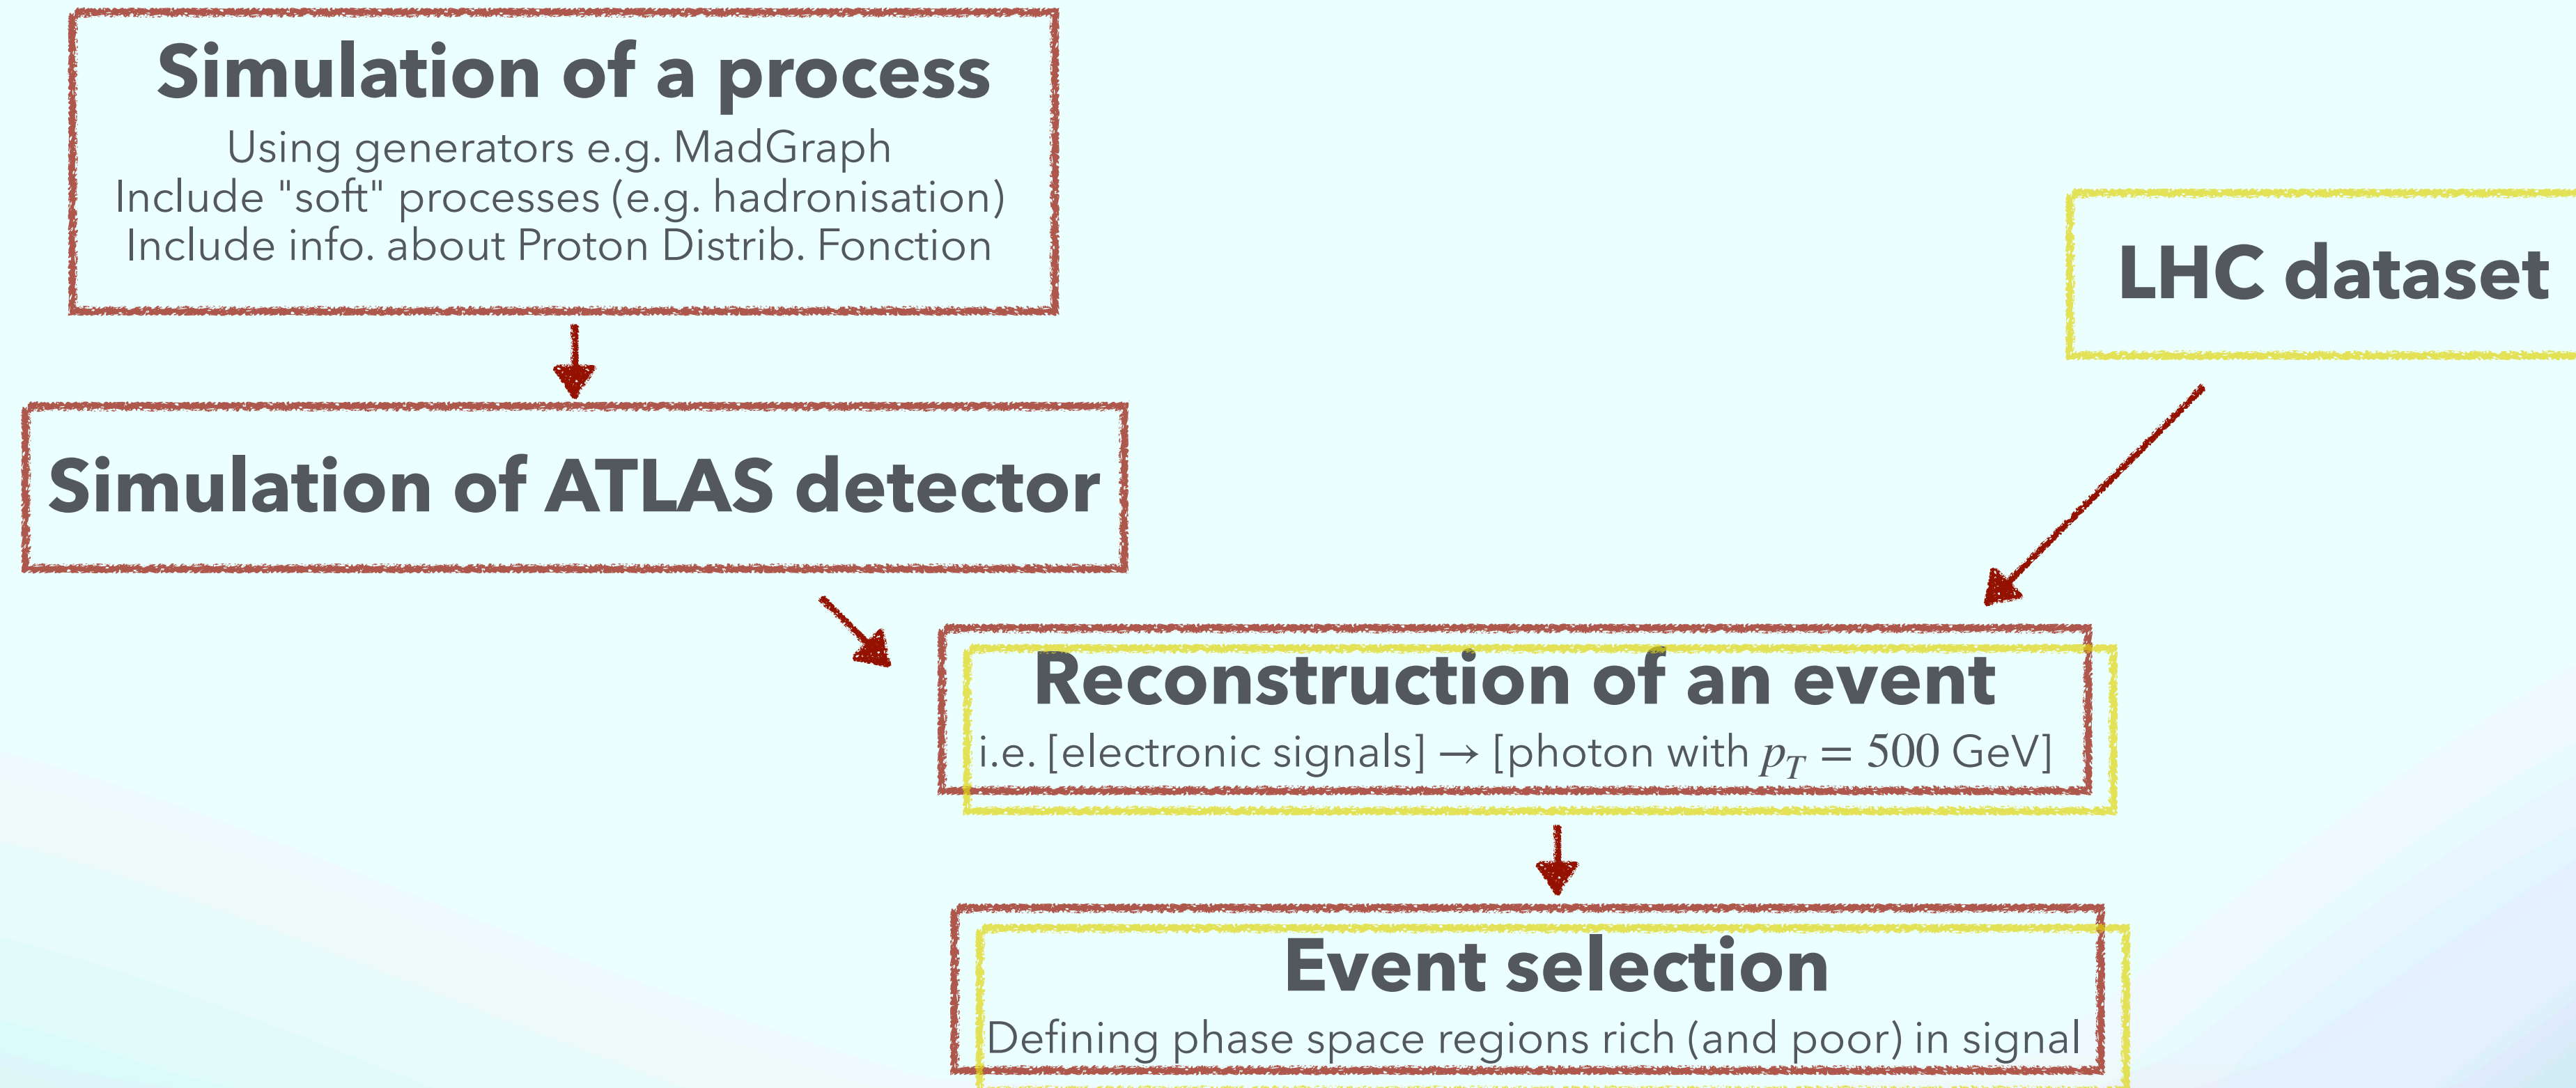 Simulation of a process
Using generators e.g. MadGraph
Include "soft" processes (e.g. hadronisation)
Include info. about Proton Distrib. Fonction
LHC dataset
Simulation of ATLAS detector
Reconstruction of an event
i.e. [electronic signals] → [photon with $p_T = 500$ GeV]
Event selection
Defining phase space regions rich (and poor) in signal